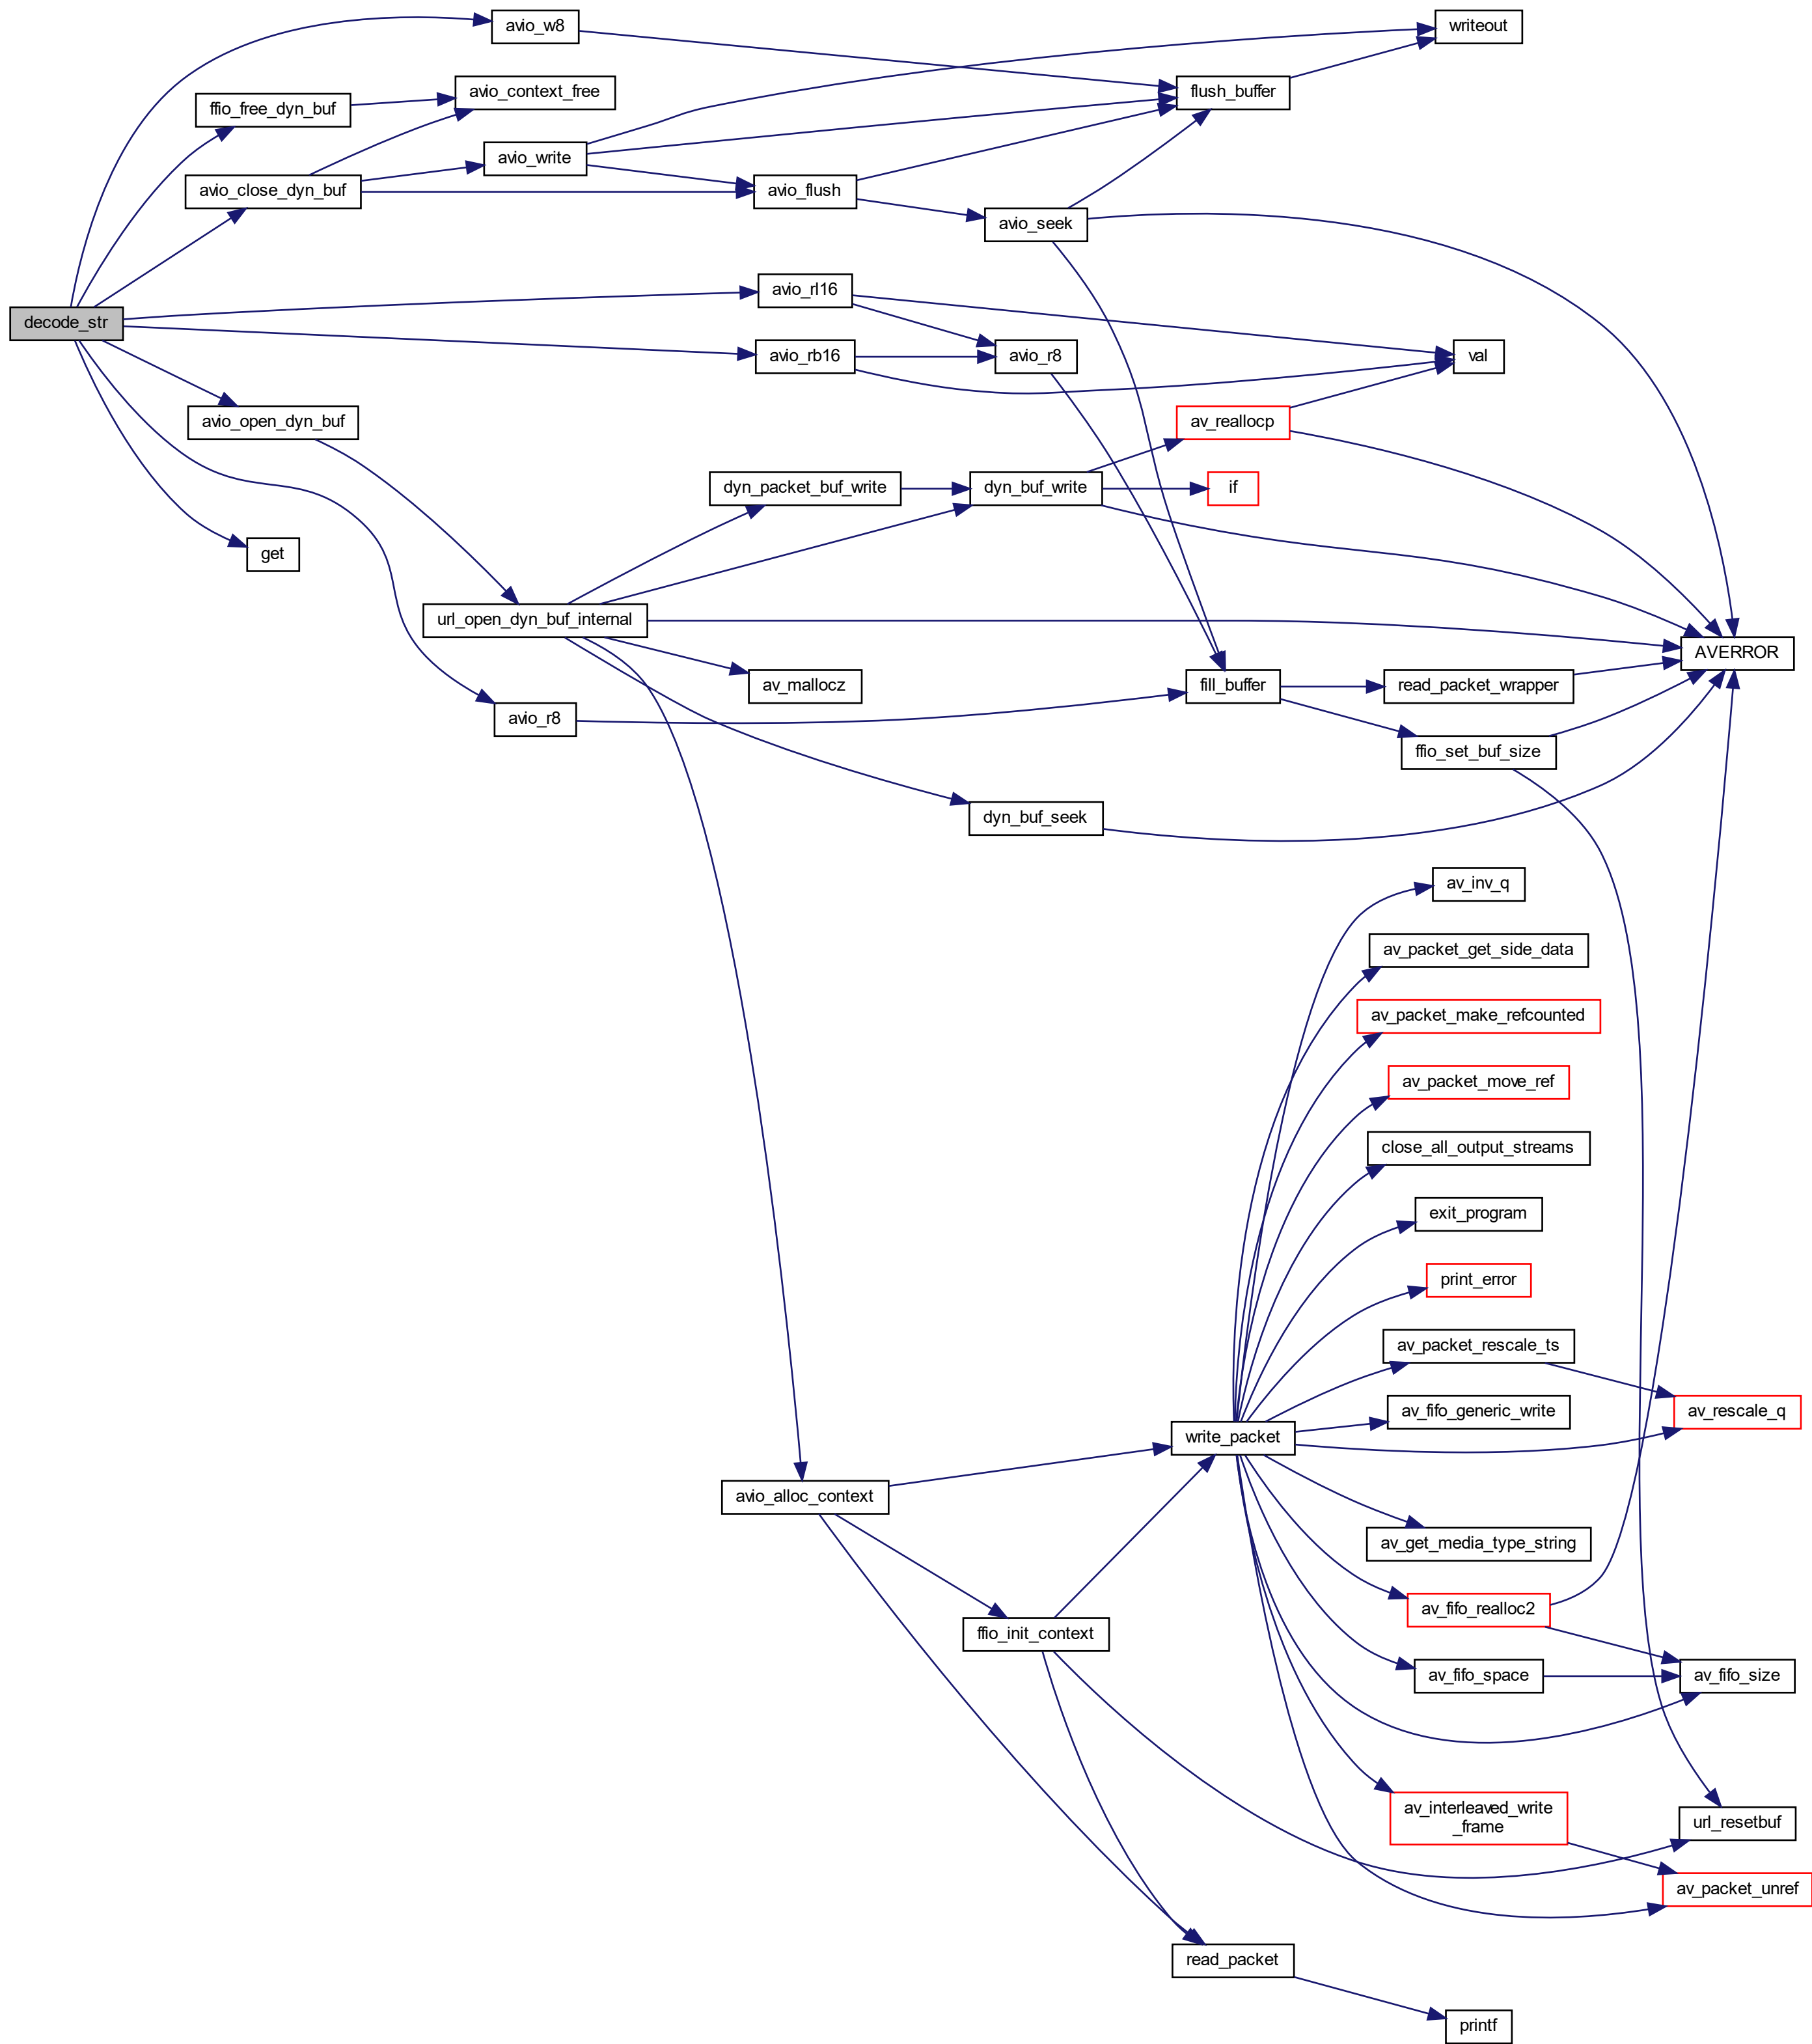 avio_w8
writeout
avio_context_free
flush_buffer
ffio_free_dyn_buf
avio_write
avio_close_dyn_buf
avio_flush
avio_seek
avio_rl16
decode_str
avio_rb16
avio_r8
val
avio_open_dyn_buf
av_reallocp
dyn_packet_buf_write
dyn_buf_write
if
get
url_open_dyn_buf_internal
AVERROR
av_mallocz
fill_buffer
read_packet_wrapper
avio_r8
ffio_set_buf_size
dyn_buf_seek
av_inv_q
av_packet_get_side_data
av_packet_make_refcounted
av_packet_move_ref
close_all_output_streams
exit_program
print_error
av_packet_rescale_ts
av_fifo_generic_write
av_rescale_q
write_packet
avio_alloc_context
av_get_media_type_string
av_fifo_realloc2
ffio_init_context
av_fifo_space
av_fifo_size
av_interleaved_write
_frame
url_resetbuf
av_packet_unref
read_packet
printf